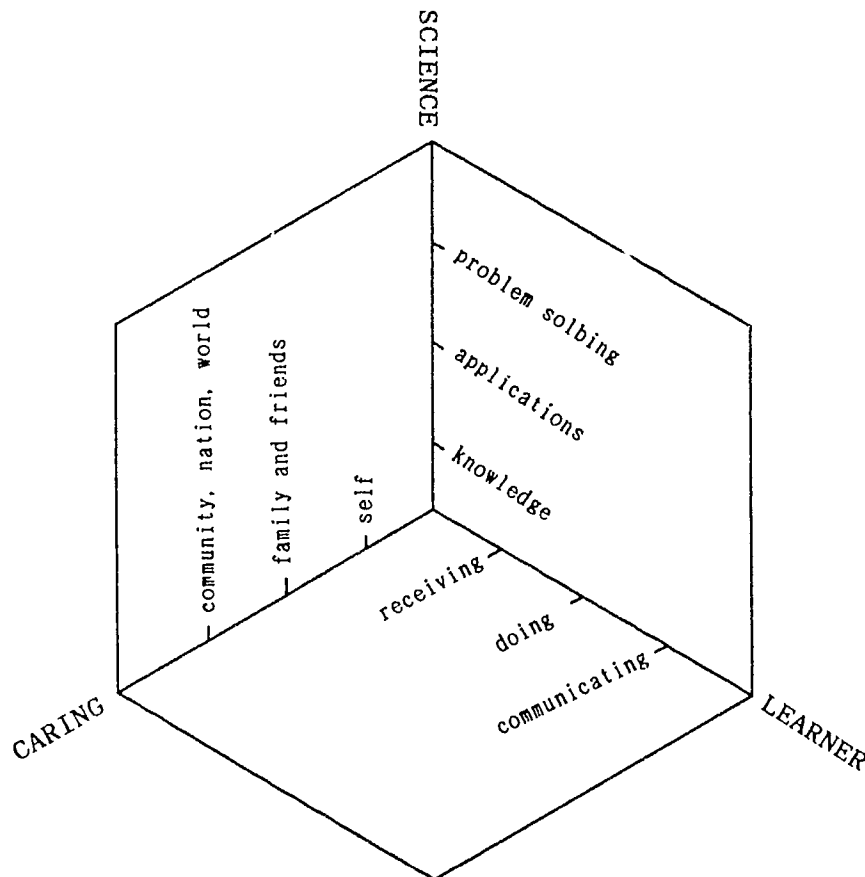 SCIENCE
problem solbing
applications
knowledge
community, nation, world
family and friends
self
receiving
doing
communicating
CARING
LEARNER